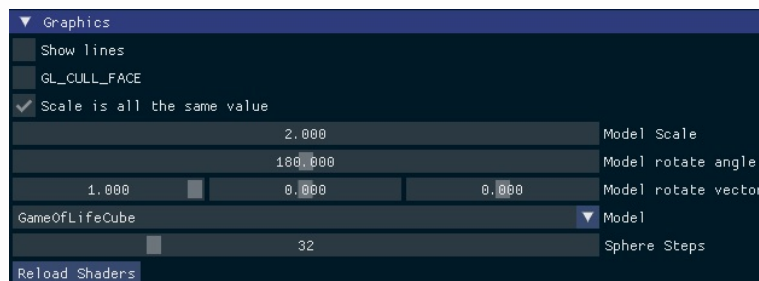 Graphics
Show lines
GL_CULL_FACE
Scale is all the same value
2.000 Model Scale
180.000 Model rotate angle
1.000 0.000 0.000 Model rotate vector
GameOfLifeCube Model
32 Sphere Steps
Reload Shaders